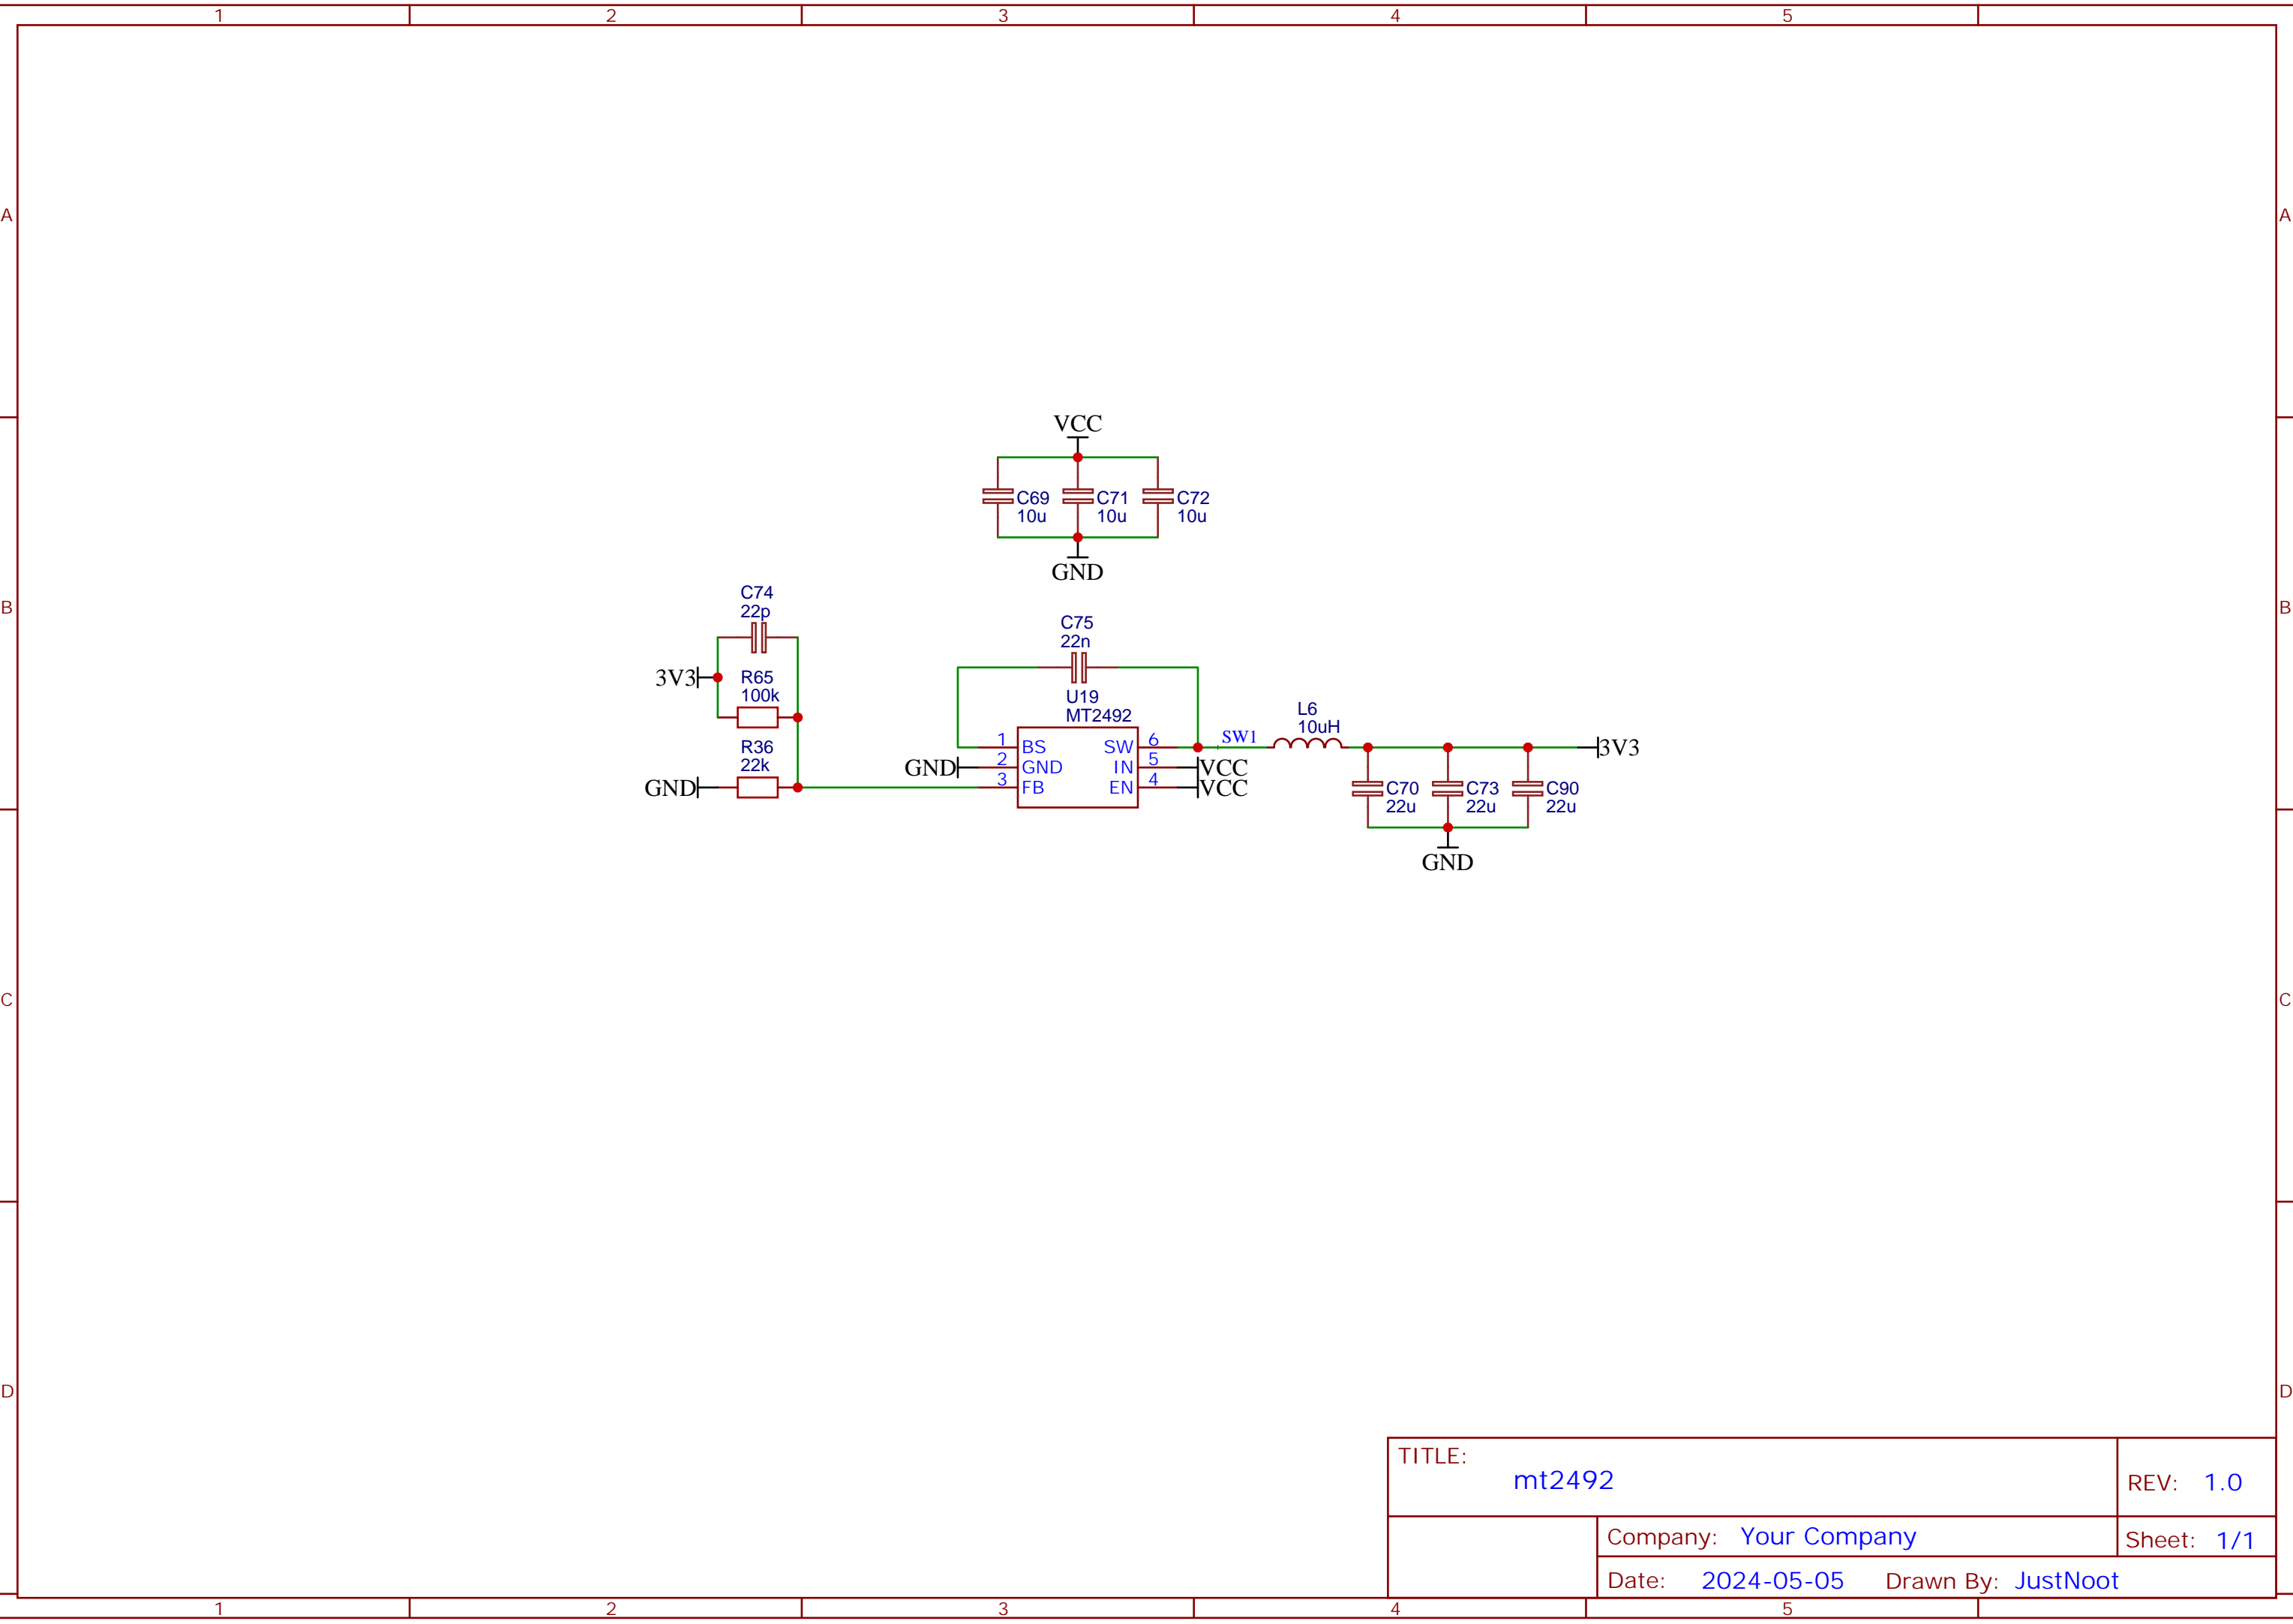 1 2 3 4 5
A A
VCC
C69 C71 C72
10u 10u 10u
GND
B B
C74
22p
C75
22n
3V3 R65
100k
U19
MT2492
L6
10uH
R36
22k
1 BS SW 6 SW1 3V3
GND 2 GND IN 5 VCC
GND 3 FB EN 4 VCC
C70 C73 C90
22u 22u 22u
GND
C C
D D
TITLE:
mt2492
REV: 1.0
Company: Your Company
Sheet: 1/1
Date: 2024-05-05 Drawn By: JustNoot
1 2 3 4 5